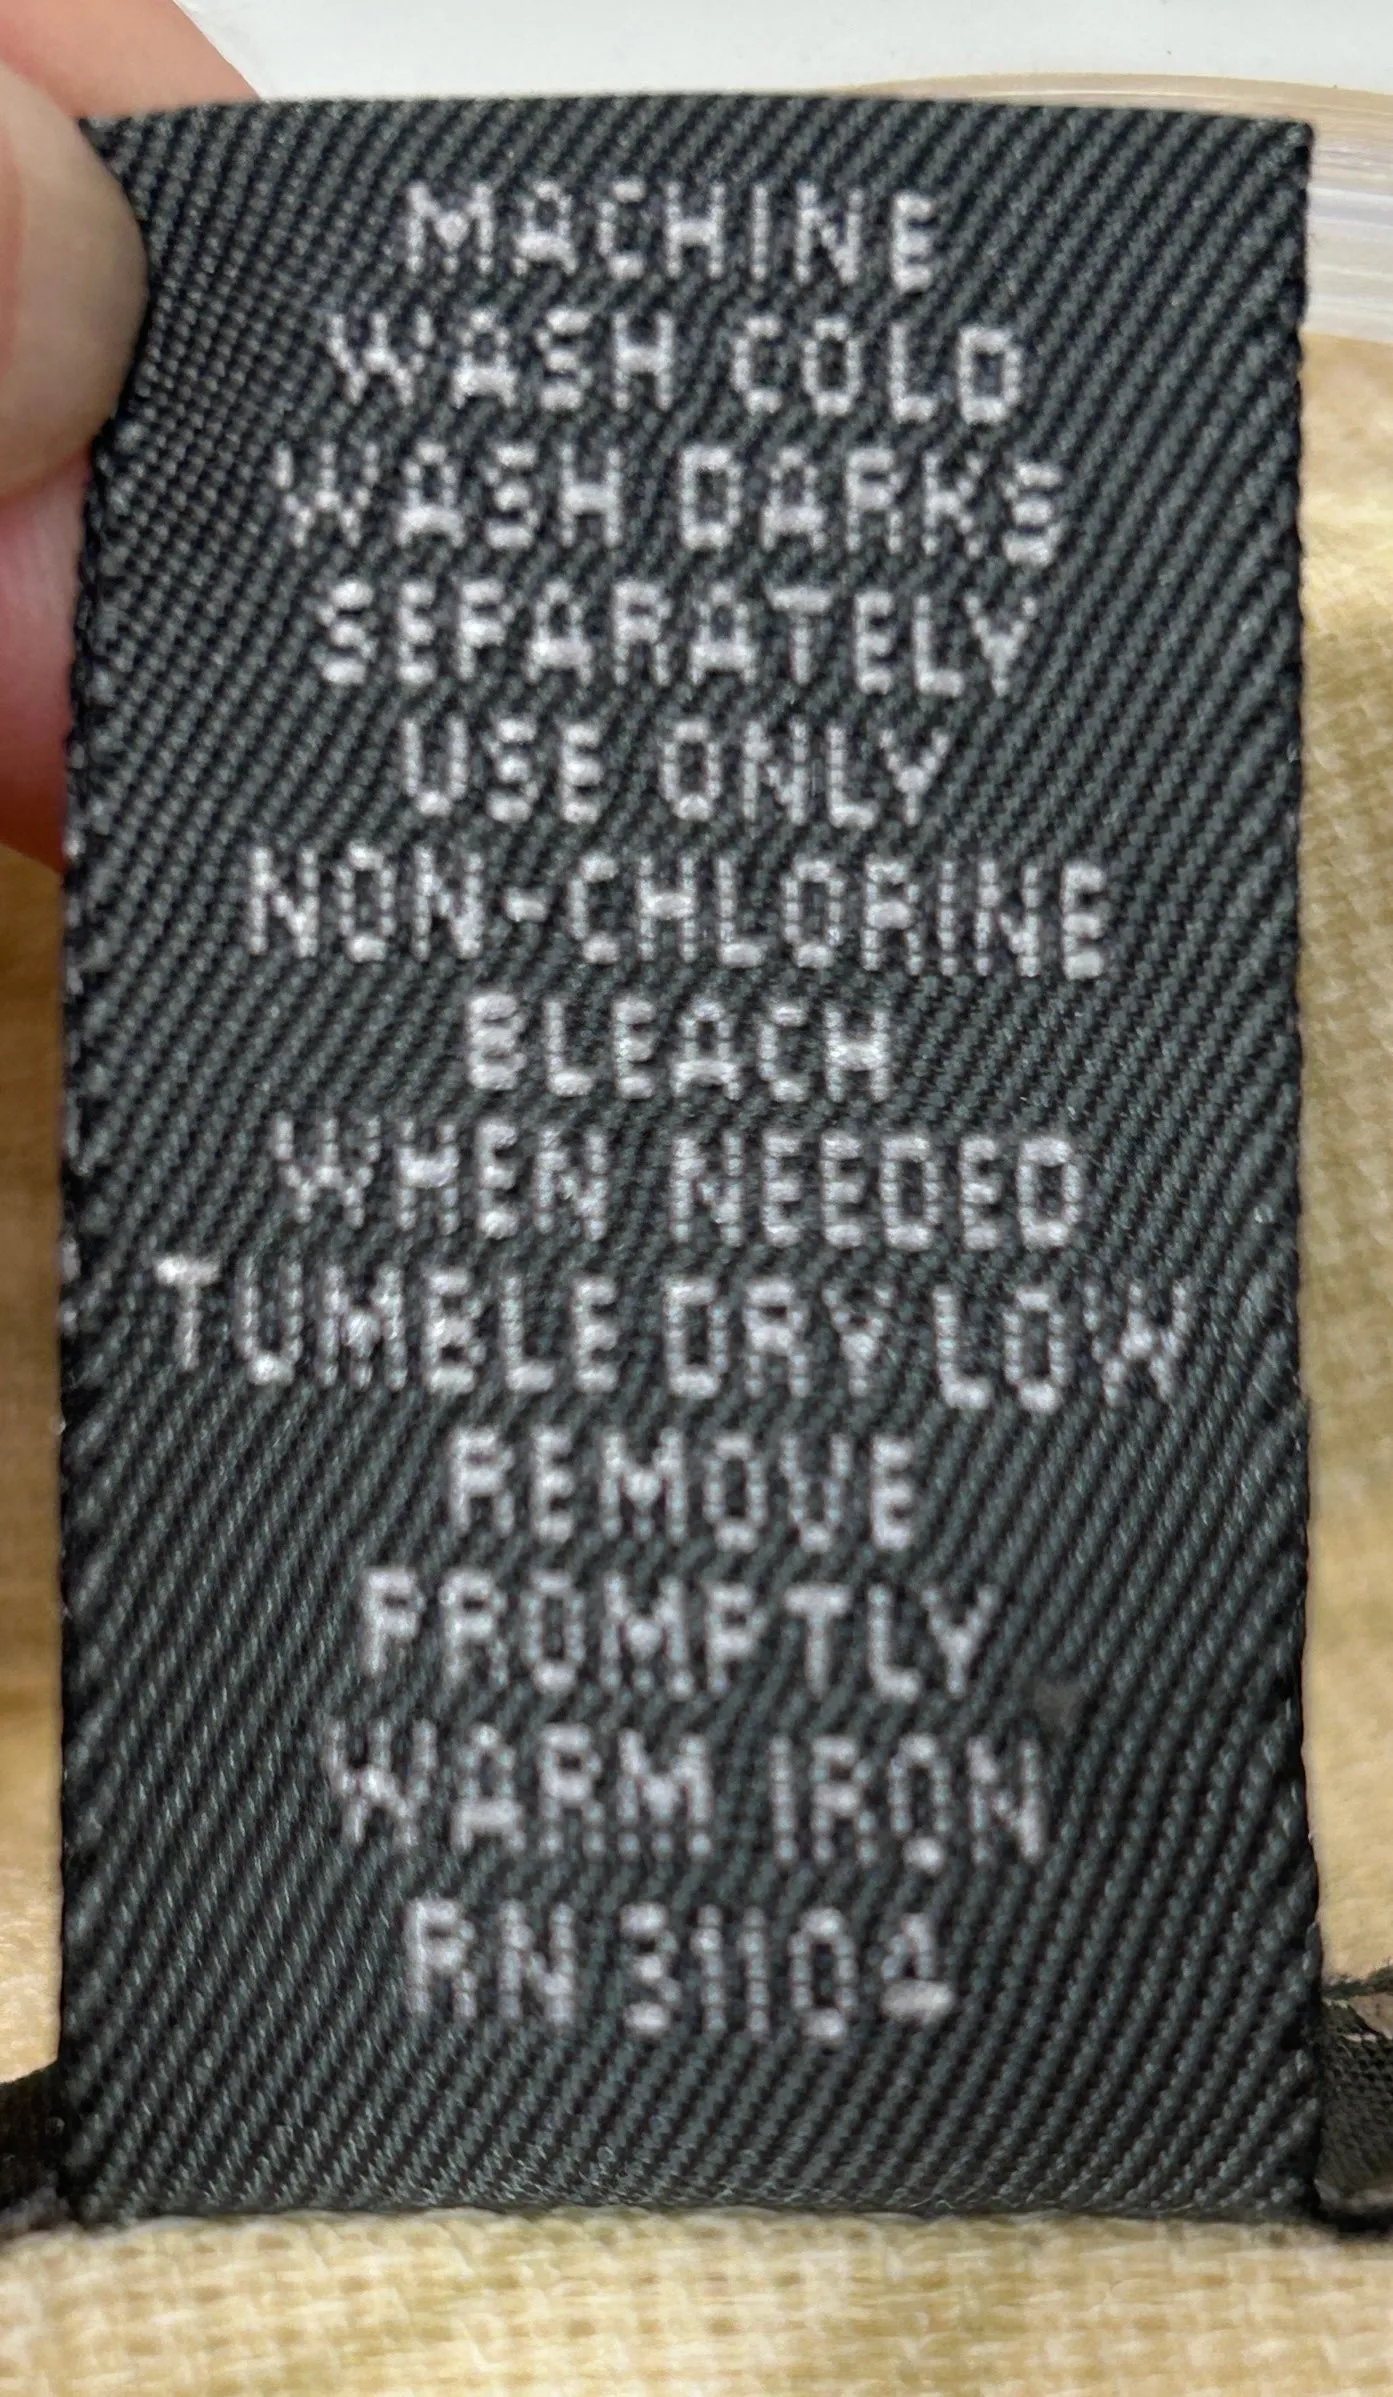 MACHINE
WASH COLD
WASH DARKS
SEPARATELY
USE ONLY
NON-CHLORINE
BLEACH
WHEN NEEDED
TUMBLE DRY LOW
REMOVE
PROMPTLY
WARM IRON
RN 31104